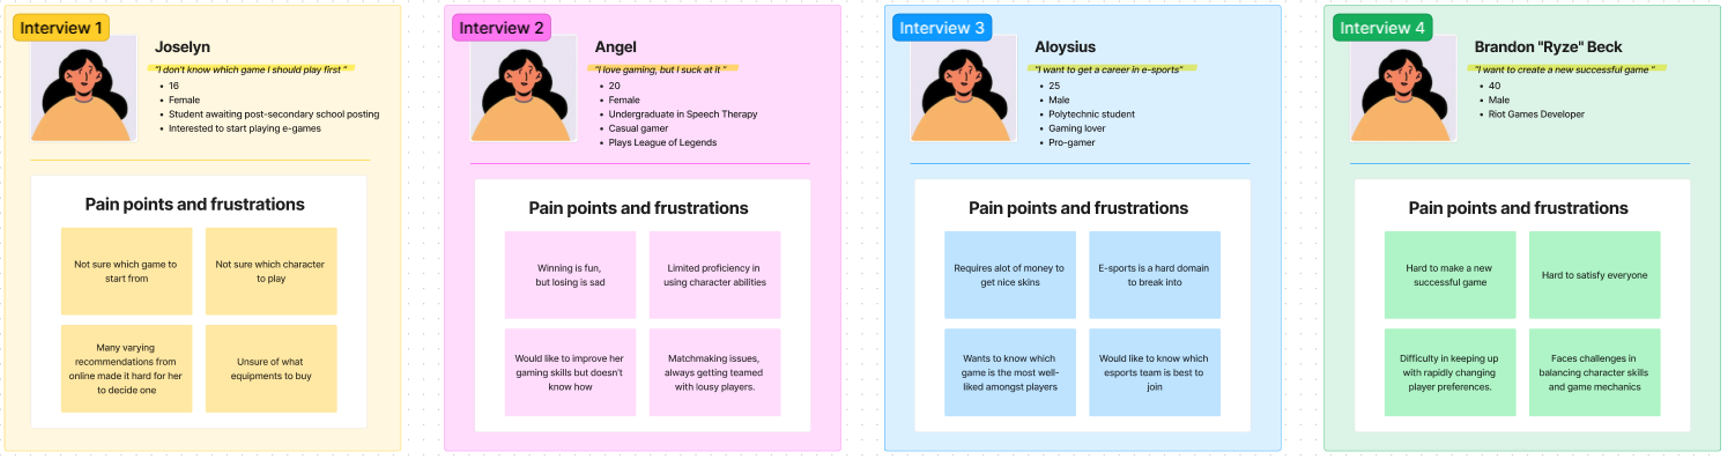 Interview 1
Joselyn
"I don't know which game I should play first "
• 16
• Female
• Student awaiting post-secondary school posting
• Interested to start playing e-games
Pain points and frustrations
Not sure which game to
start from
Not sure which character
to play
Many varying
recommendations from
online made it hard for her
to decide one
Unsure of what
equipments to buy
Interview 2
Angel
"I love gaming, but I suck at it "
• 20
• Female
• Undergraduate in Speech Therapy
• Casual gamer
• Plays League of Legends
Pain points and frustrations
Winning is fun,
but losing is sad
Limited proficiency in
using character abilities
Would like to improve her
gaming skills but doesn't
know how
Matchmaking issues,
always getting teamed
with lousy players.
Interview 3
Aloysius
"I want to get a career in e-sports"
• 25
• Male
• Polytechnic student
• Gaming lover
• Pro-gamer
Pain points and frustrations
Requires alot of money to
get nice skins
E-sports is a hard domain
to break into
Wants to know which
game is the most well-
liked amongst players
Would like to know which
esports team is best to
join
Interview 4
Brandon "Ryze" Beck
"I want to create a new successful game "
• 40
• Male
• Riot Games Developer
Pain points and frustrations
Hard to make a new
successful game
Hard to satisfy everyone
Difficulty in keeping up
with rapidly changing
player preferences.
Faces challenges in
balancing character skills
and game mechanics